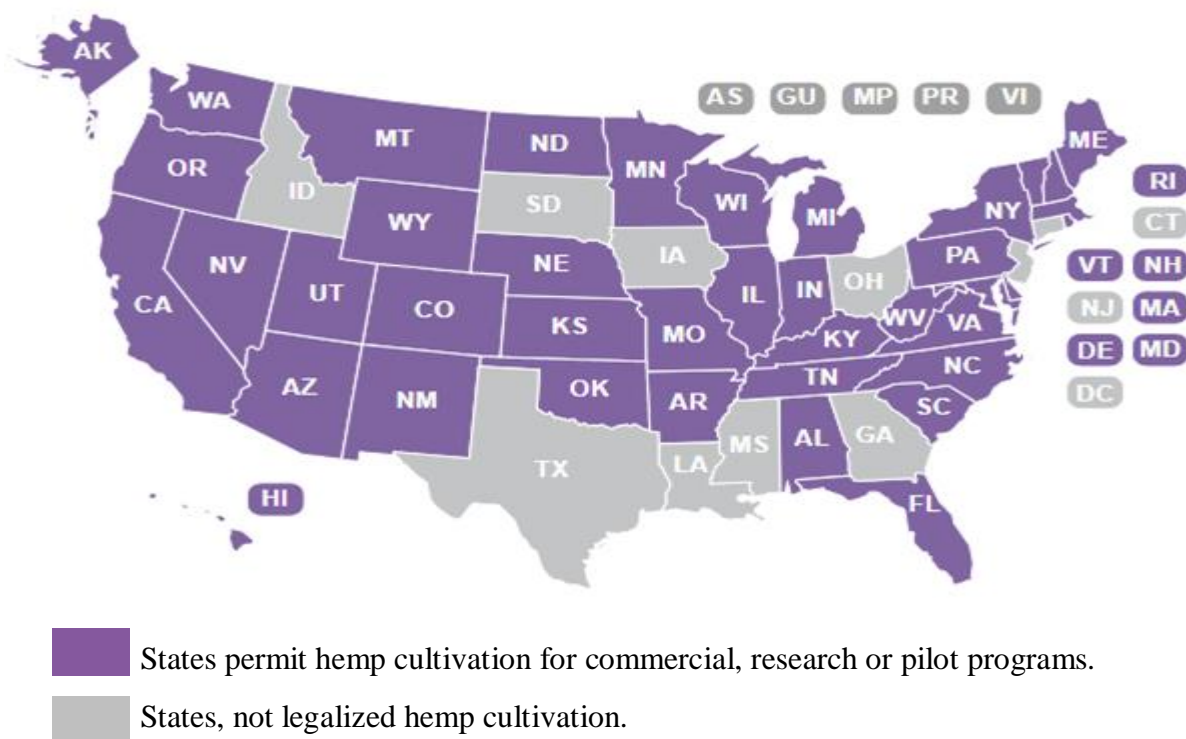 AK
WA
MT
ND
MN
ME
AS GU MP PR VI
OR
ID
SD
WI
MI
NY
RI
WY
CT
NV
NE
IA
PA
VT NH
UT
CO
IL IN OH
NJ MA
CA
KS
MO
WV VA
KY
DE MD
AZ
NM
OK
AR
TN
NC
DC
SC
MS AL GA
TX
LA
HI
FL
States permit hemp cultivation for commercial, research or pilot programs.
States, not legalized hemp cultivation.